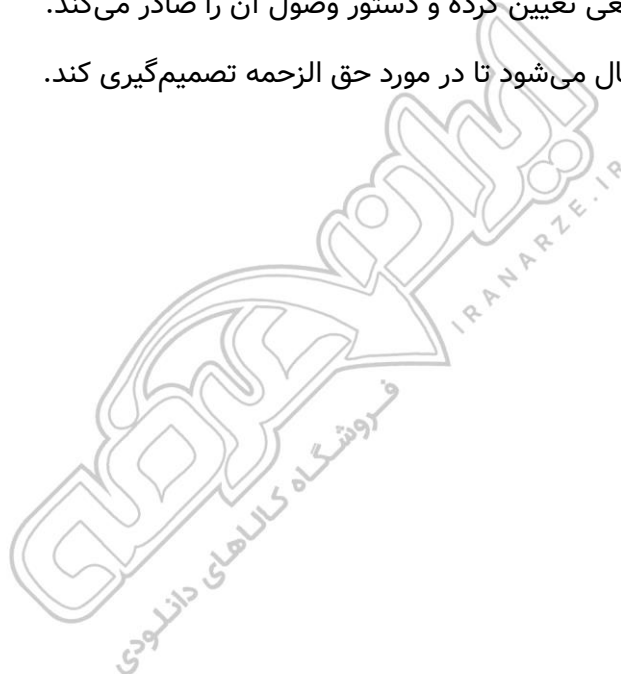 تعیین کرده و دستور وصول آن را صادر می‌کند.
می‌شود تا در مورد حق الزحمه تصمیم‌گیری کند.
ایران عرضه
IRANARZE.IR
فروشگاه کالاهای دانلودی